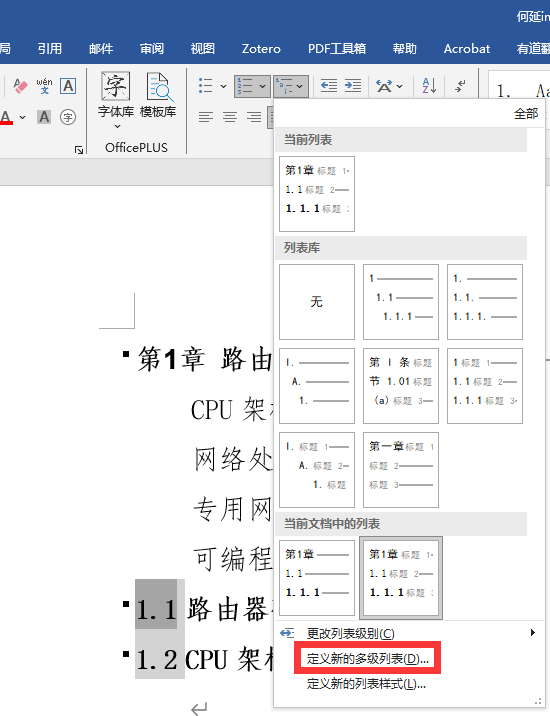 何延in
局 引用 邮件 审阅 视图 Zotero PDF工具箱 帮助 Acrobat 有道翻
wén 文 A 字 A Z
A A 字 字体库 模板库 1. Aa
OfficePLUS
全部
当前列表
第1章 标题 1
1.1 标题 2
1.1.1 标题 3
列表库
无
1
1.1
1.1.1
1.
1.1.
1.1.1.
I.
A.
1.
第 I 条 标题
节 1.01 标题
(a) 标题 3
1 标题 1
1.1 标题 2
1.1.1 标题 3
I. 标题 1
A. 标题 2
1. 标题
第一章 标题 1
标题 2
标题 3
当前文档中的列表
第1章
1.1
1.1.1
第1章 标题 1
1.1 标题 2
1.1.1 标题 3
更改列表级别(C)
定义新的多级列表(D)...
定义新的列表样式(L)...
第1章 路由
CPU 架
网络处
专用网
可编程
1.1 路由器
1.2 CPU 架